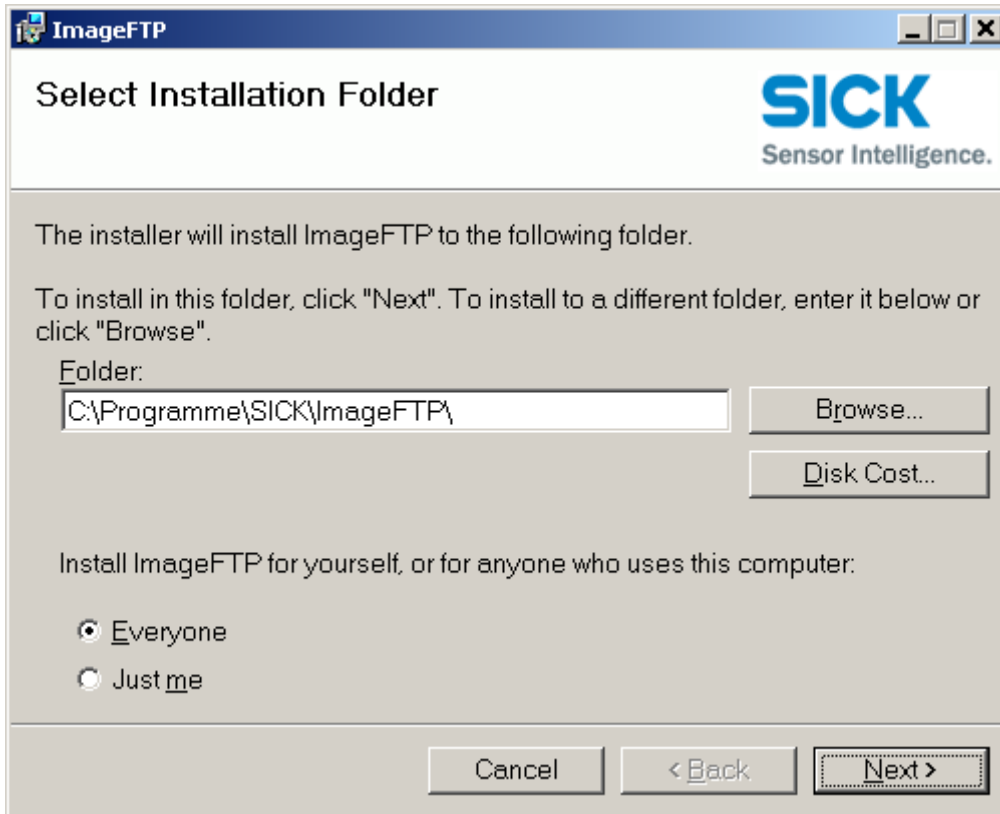 ImageFTP
Select Installation Folder
SICK
Sensor Intelligence.
The installer will install ImageFTP to the following folder.
To install in this folder, click "Next". To install to a different folder, enter it below or
click "Browse".
Folder:
C:\Programme\SICK\ImageFTP\
Browse...
Disk Cost...
Install ImageFTP for yourself, or for anyone who uses this computer:
Everyone
Just me
Cancel
< Back
Next >